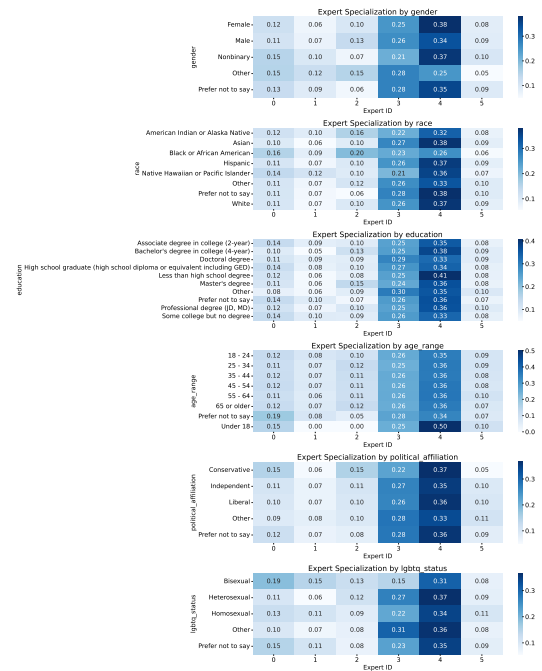 Expert Specialization by gender
Female 0.12 0.06 0.10 0.25 0.38 0.08
Male 0.11 0.07 0.13 0.26 0.34 0.09
Nonbinary 0.15 0.10 0.07 0.21 0.37 0.10
Other 0.15 0.12 0.15 0.28 0.25 0.05
Prefer not to say 0.13 0.09 0.06 0.28 0.35 0.09
gender
0 1 2 3 4 5
Expert ID
0.3
0.2
0.1
Expert Specialization by race
American Indian or Alaska Native 0.12 0.10 0.16 0.22 0.32 0.08
Asian 0.10 0.06 0.10 0.27 0.38 0.09
Black or African American 0.16 0.09 0.20 0.23 0.26 0.06
Hispanic 0.11 0.07 0.10 0.26 0.37 0.09
Native Hawaiian or Pacific Islander 0.14 0.12 0.10 0.21 0.36 0.07
Other 0.11 0.07 0.12 0.26 0.33 0.10
Prefer not to say 0.11 0.07 0.06 0.28 0.38 0.10
White 0.11 0.07 0.10 0.26 0.37 0.09
race
0 1 2 3 4 5
Expert ID
0.3
0.2
0.1
Expert Specialization by education
Associate degree in college (2-year) 0.14 0.09 0.10 0.25 0.35 0.08
Bachelor's degree in college (4-year) 0.10 0.05 0.13 0.25 0.38 0.09
Doctoral degree 0.11 0.09 0.09 0.29 0.33 0.09
High school graduate (high school diploma or equivalent including GED) 0.14 0.08 0.10 0.27 0.34 0.08
Less than high school degree 0.12 0.07 0.08 0.25 0.41 0.08
Master's degree 0.11 0.06 0.15 0.24 0.36 0.08
Other 0.08 0.06 0.09 0.30 0.35 0.10
Prefer not to say 0.14 0.10 0.07 0.26 0.36 0.07
Professional degree (JD, MD) 0.12 0.07 0.10 0.25 0.36 0.10
Some college but no degree 0.14 0.09 0.10 0.26 0.33 0.08
education
0 1 2 3 4 5
Expert ID
0.4
0.3
0.2
0.1
Expert Specialization by age_range
18 - 24 0.12 0.08 0.10 0.26 0.35 0.09
25 - 34 0.11 0.07 0.12 0.25 0.36 0.09
35 - 44 0.12 0.07 0.11 0.26 0.36 0.08
45 - 54 0.12 0.07 0.11 0.26 0.36 0.08
55 - 64 0.11 0.06 0.11 0.26 0.36 0.09
65 or older 0.12 0.07 0.12 0.26 0.36 0.07
Prefer not to say 0.19 0.08 0.05 0.28 0.34 0.07
Under 18 0.15 0.00 0.00 0.25 0.50 0.10
age_range
0 1 2 3 4 5
Expert ID
0.5
0.4
0.3
0.2
0.1
0.0
Expert Specialization by political_affiliation
Conservative 0.15 0.06 0.15 0.22 0.37 0.05
Independent 0.11 0.07 0.11 0.27 0.35 0.10
Liberal 0.10 0.07 0.10 0.26 0.36 0.10
Other 0.09 0.08 0.10 0.28 0.33 0.11
Prefer not to say 0.12 0.07 0.08 0.28 0.36 0.09
political_affiliation
0 1 2 3 4 5
Expert ID
0.3
0.2
0.1
Expert Specialization by lgbtq_status
Bisexual 0.19 0.15 0.13 0.15 0.31 0.08
Heterosexual 0.11 0.06 0.12 0.27 0.37 0.09
Homosexual 0.13 0.11 0.09 0.22 0.34 0.11
Other 0.10 0.07 0.08 0.31 0.36 0.08
Prefer not to say 0.15 0.11 0.08 0.23 0.35 0.09
lgbtq_status
0 1 2 3 4 5
Expert ID
0.3
0.2
0.1